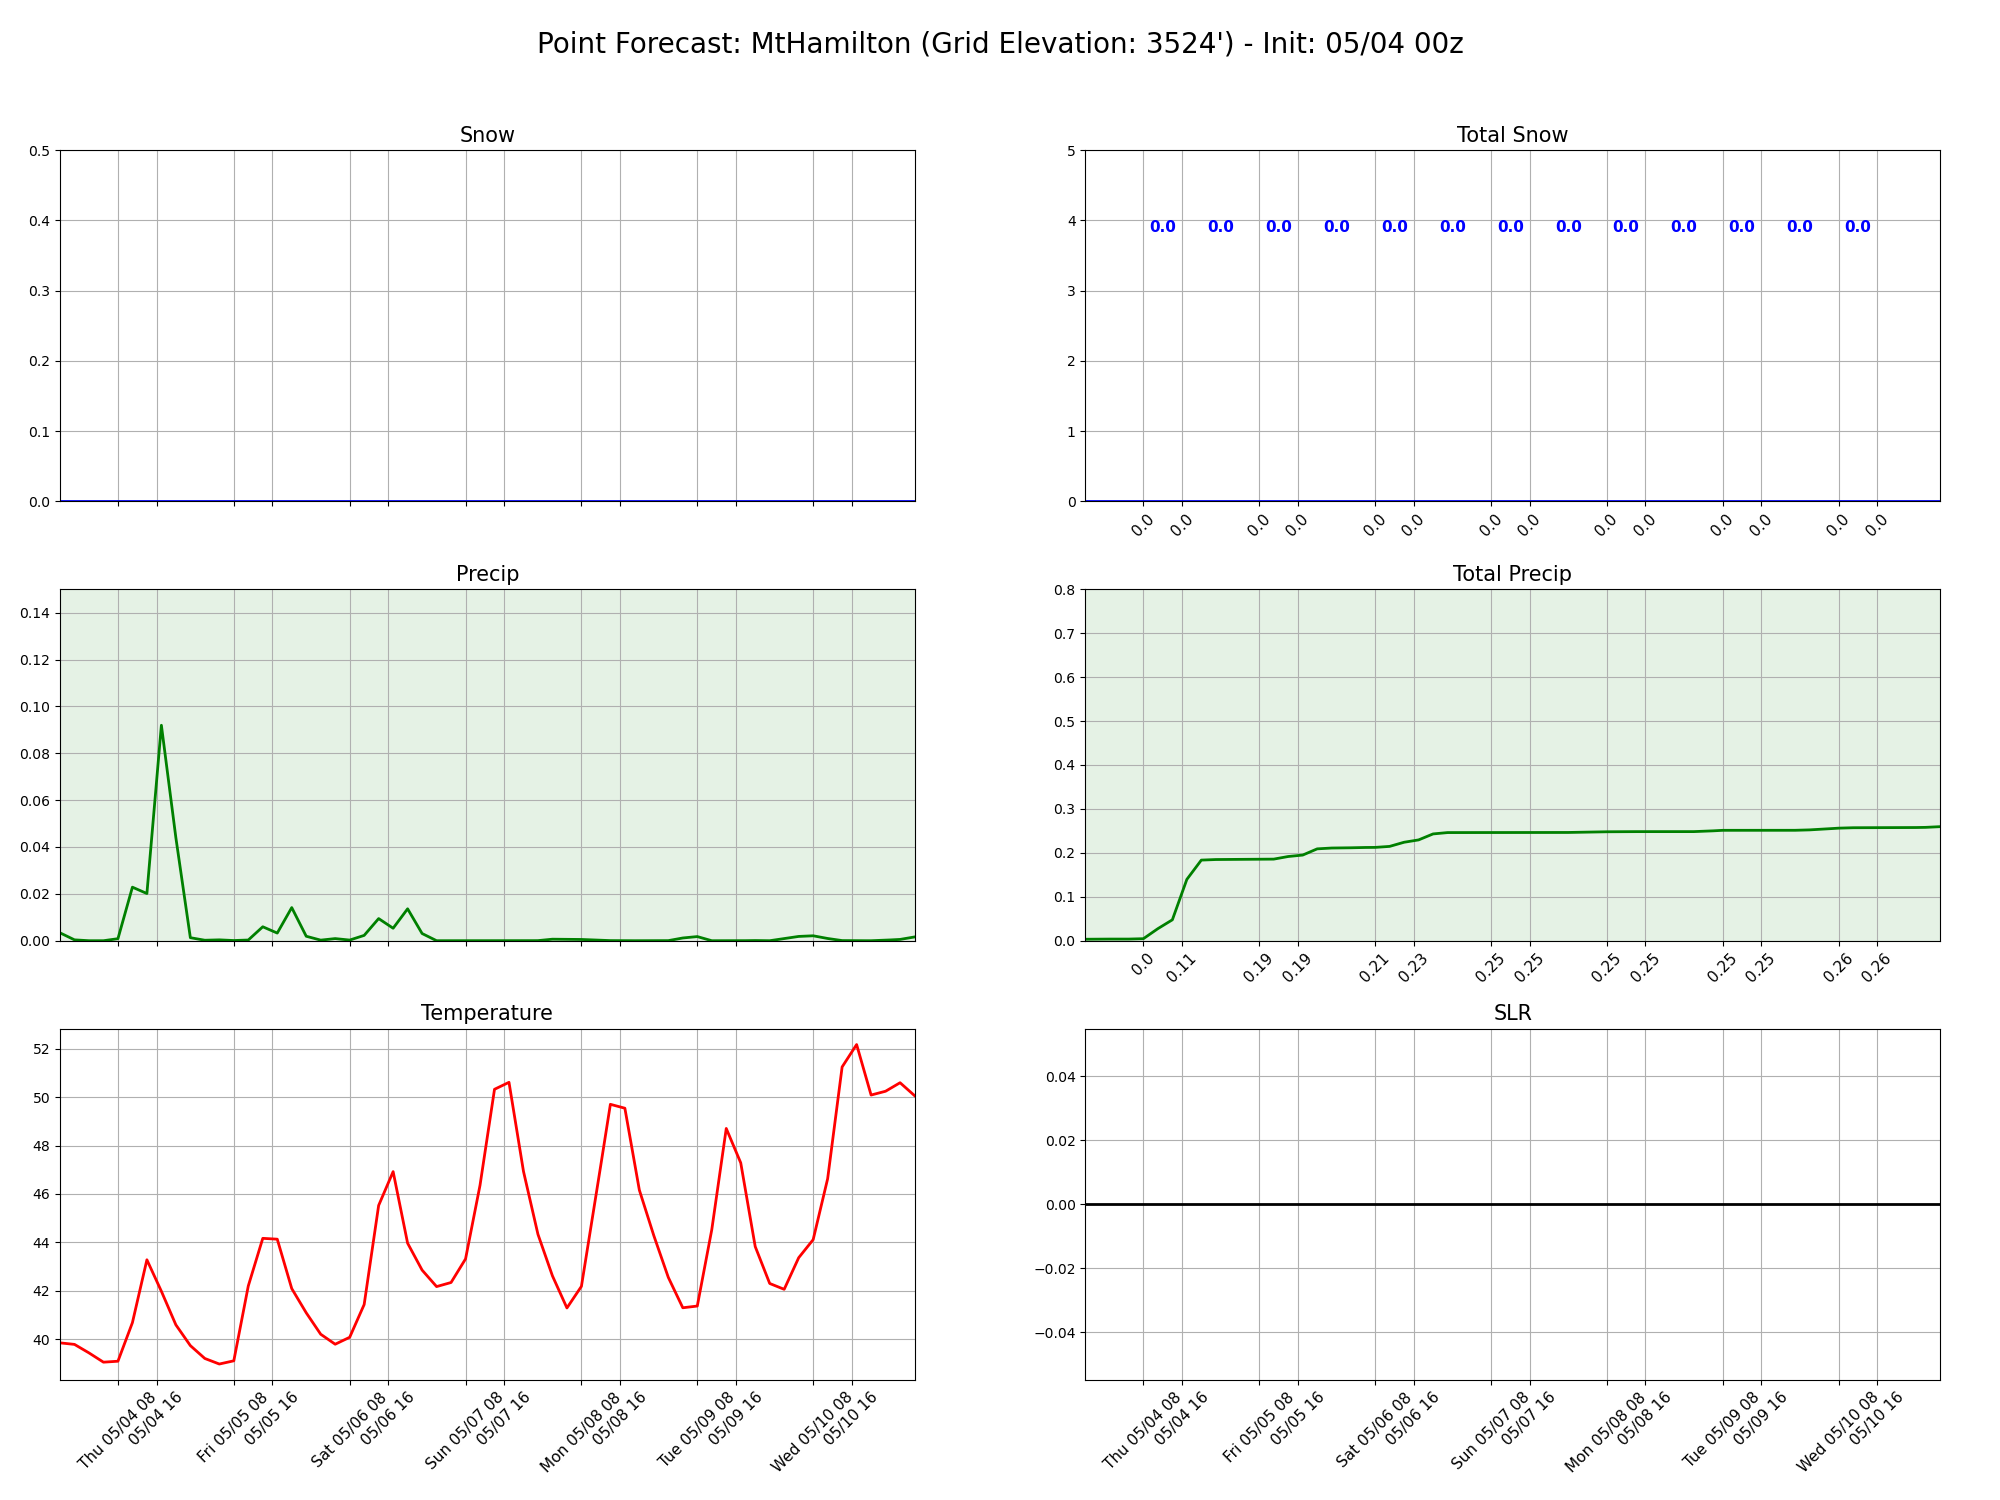 Point Forecast: MtHamilton (Grid Elevation: 3524') - Init: 05/04 00z
Snow
0.5
0.4
0.3
0.2
0.1
0.0
Total Snow
5
4
3
2
1
0
0.0 0.0 0.0 0.0 0.0 0.0 0.0 0.0 0.0 0.0 0.0 0.0 0.0
0.0 0.0 0.0 0.0 0.0 0.0 0.0 0.0 0.0 0.0 0.0 0.0 0.0 0.0
Precip
0.14
0.12
0.10
0.08
0.06
0.04
0.02
0.00
Total Precip
0.8
0.7
0.6
0.5
0.4
0.3
0.2
0.1
0.0
0.0 0.11 0.19 0.19 0.21 0.23 0.25 0.25 0.25 0.25 0.25 0.25 0.26 0.26
Temperature
52
50
48
46
44
42
40
Thu 05/04 08
05/04 16
Fri 05/05 08
05/05 16
Sat 05/06 08
05/06 16
Sun 05/07 08
05/07 16
Mon 05/08 08
05/08 16
Tue 05/09 08
05/09 16
Wed 05/10 08
05/10 16
SLR
0.04
0.02
0.00
−0.02
−0.04
Thu 05/04 08
05/04 16
Fri 05/05 08
05/05 16
Sat 05/06 08
05/06 16
Sun 05/07 08
05/07 16
Mon 05/08 08
05/08 16
Tue 05/09 08
05/09 16
Wed 05/10 08
05/10 16